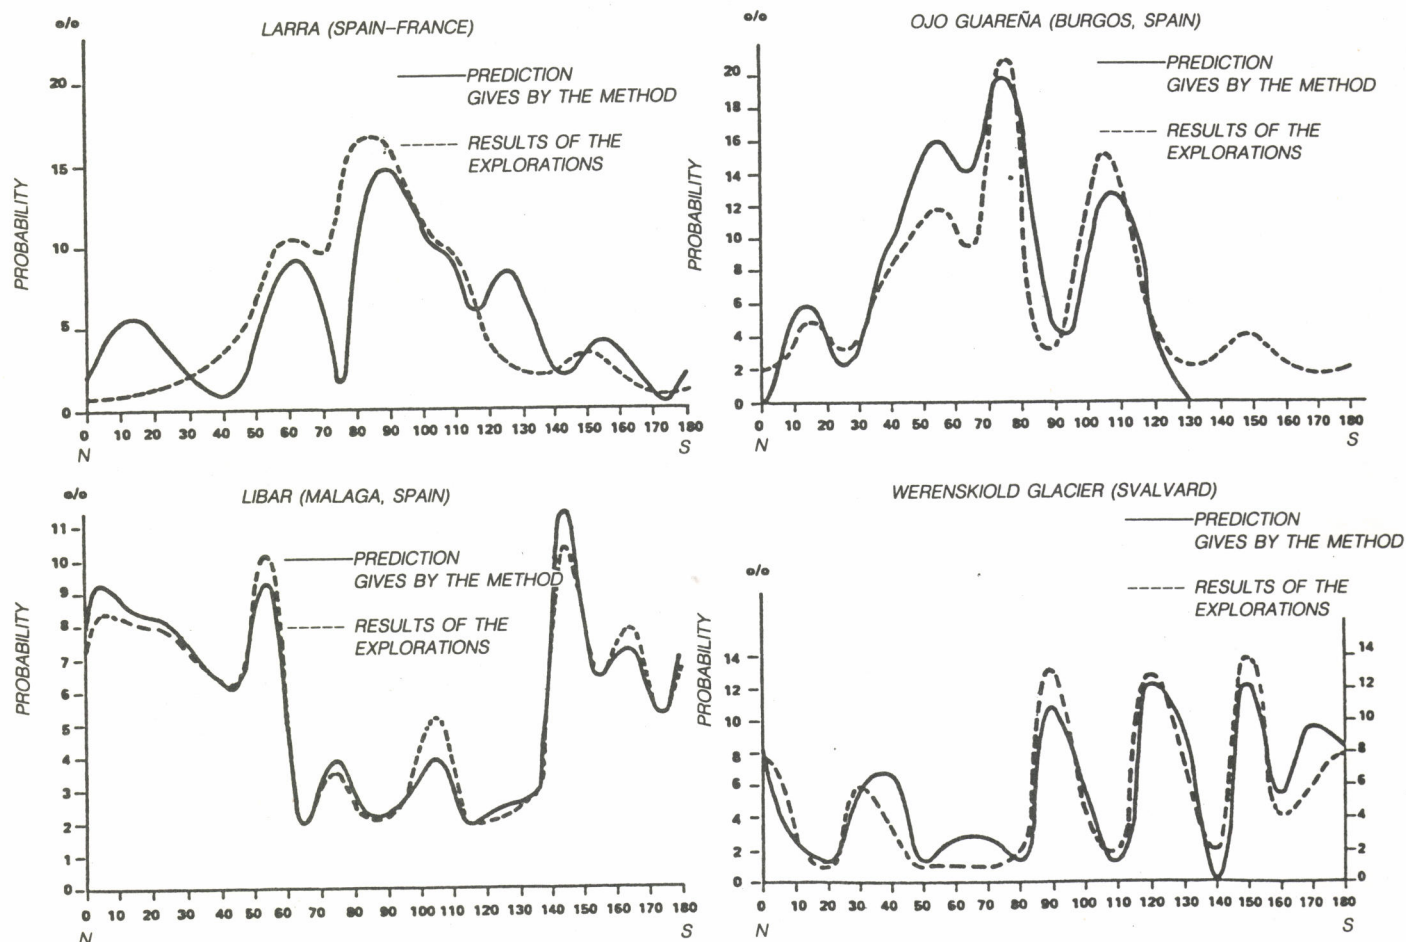 o/o
LARRA (SPAIN–FRANCE)
PREDICTION
GIVES BY THE METHOD
RESULTS OF THE
EXPLORATIONS
PROBABILITY
20
15
10
5
0
0 10 20 30 40 50 60 70 80 90 100 110 120 130 140 150 160 170 180
N S
o/o
OJO GUAREÑA (BURGOS, SPAIN)
PREDICTION
GIVES BY THE METHOD
RESULTS OF THE
EXPLORATIONS
PROBABILITY
20
18
16
14
12
10
8
6
4
2
0
0 10 20 30 40 50 60 70 80 90 100 110 120 130 140 150 160 170 180
N S
o/o
LIBAR (MALAGA, SPAIN)
PREDICTION
GIVES BY THE METHOD
RESULTS OF THE
EXPLORATIONS
PROBABILITY
11
10
9
8
7
6
5
4
3
2
1
0
0 10 20 30 40 50 60 70 80 90 100 110 120 130 140 150 160 170 180
N S
WERENSKIOLD GLACIER (SVALVARD)
PREDICTION
GIVES BY THE METHOD
o/o
RESULTS OF THE
EXPLORATIONS
PROBABILITY
14
12
10
8
6
4
2
0
14
12
10
8
6
4
2
0
0 10 20 30 40 50 60 70 80 90 100 110 120 130 140 150 160 170 180
N S